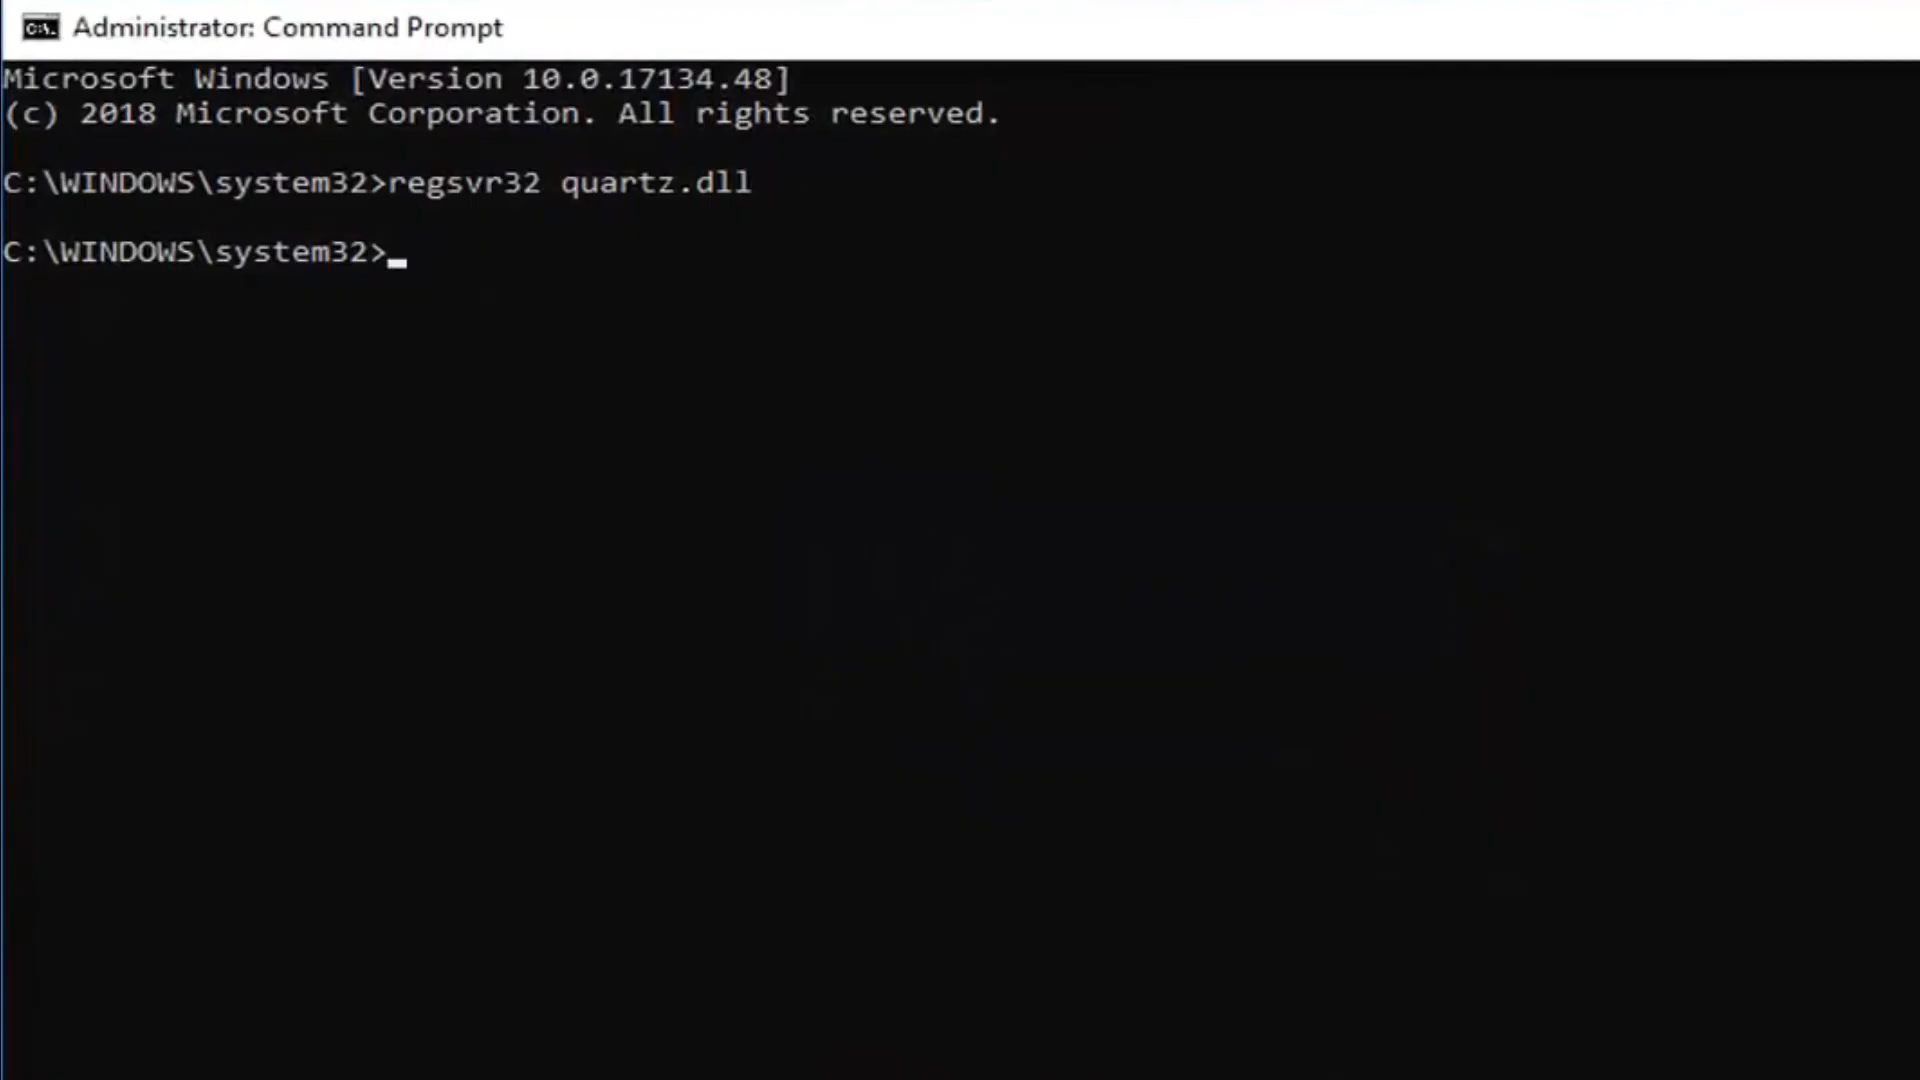 Administrator: Command Prompt
Microsoft Windows [Version 10.0.17134.48]
(c) 2018 Microsoft Corporation. All rights reserved.
C:\WINDOWS\system32>regsvr32 quartz.dll
C:\WINDOWS\system32>